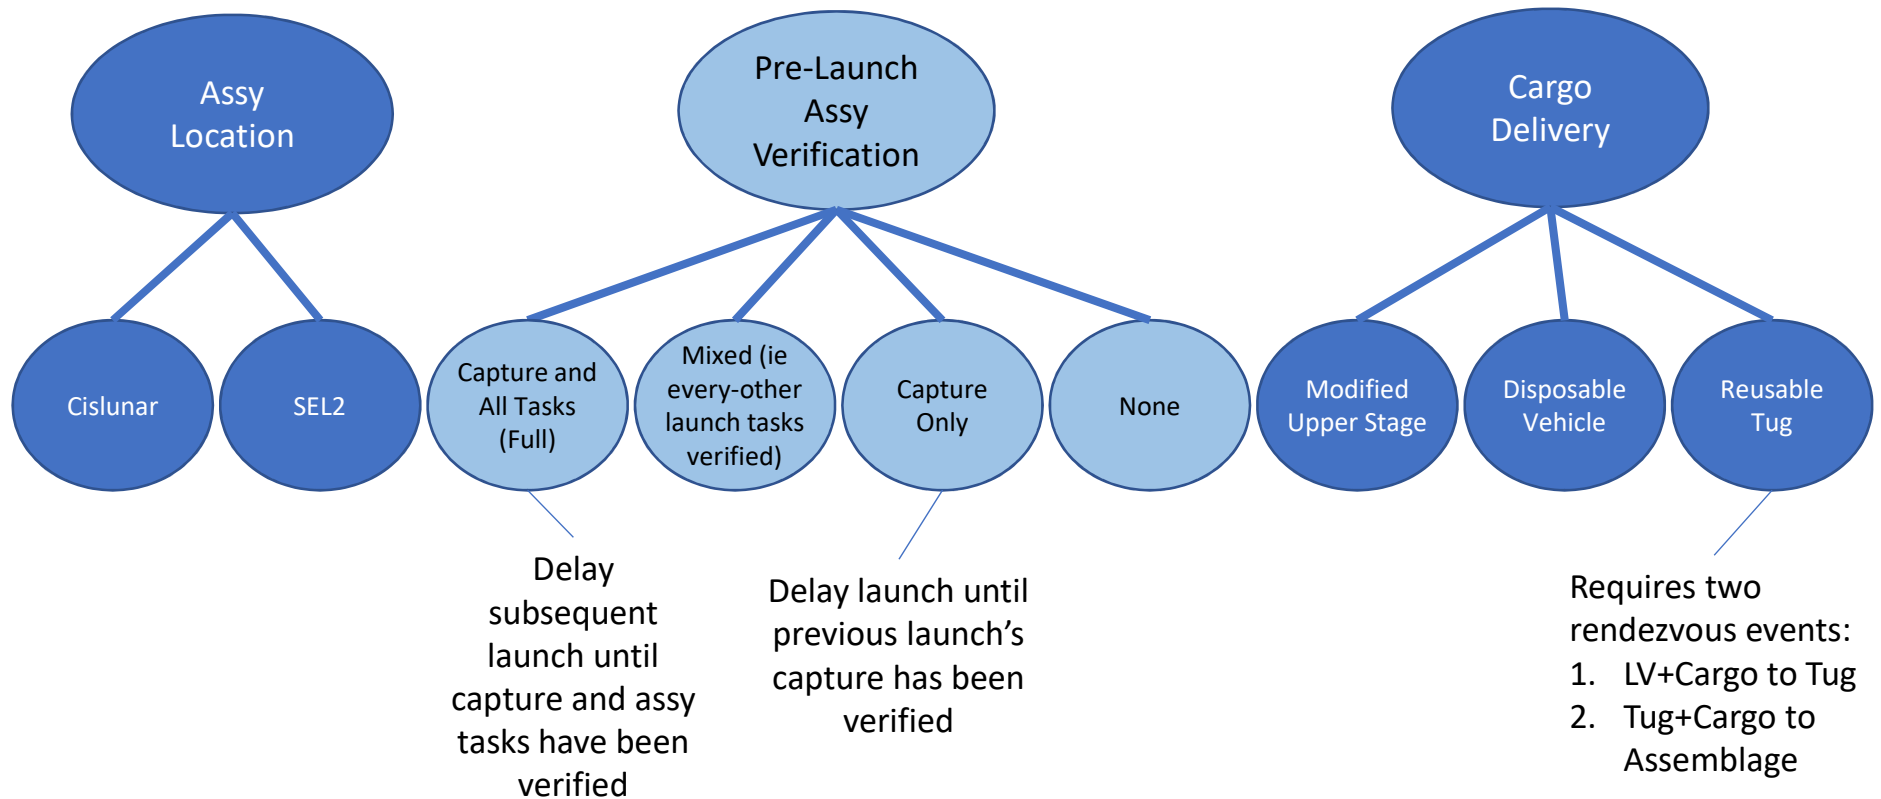 Assy
Location
Pre-Launch
Assy
Verification
Cargo
Delivery
Cislunar
SEL2
Capture and
All Tasks
(Full)
Mixed (ie
every-other
launch tasks
verified)
Capture
Only
None
Modified
Upper Stage
Disposable
Vehicle
Reusable
Tug
Delay
subsequent
launch until
capture and assy
tasks have been
verified
Delay launch until
previous launch’s
capture has been
verified
Requires two
rendezvous events:
1. LV+Cargo to Tug
2. Tug+Cargo to
Assemblage